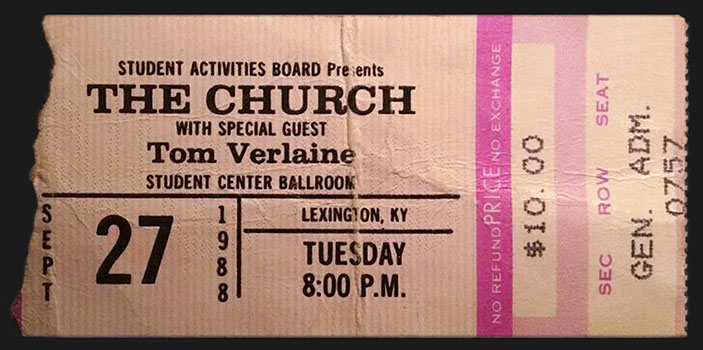 STUDENT ACTIVITIES BOARD Presents
THE CHURCH
WITH SPECIAL GUEST
Tom Verlaine
STUDENT CENTER BALLROOM
SEPT
27
1988
LEXINGTON, KY
TUESDAY
8:00 P.M.
NO REFUND PRICE NO EXCHANGE
$10.00
SEC ROW SEAT
GEN. ADM.
0757